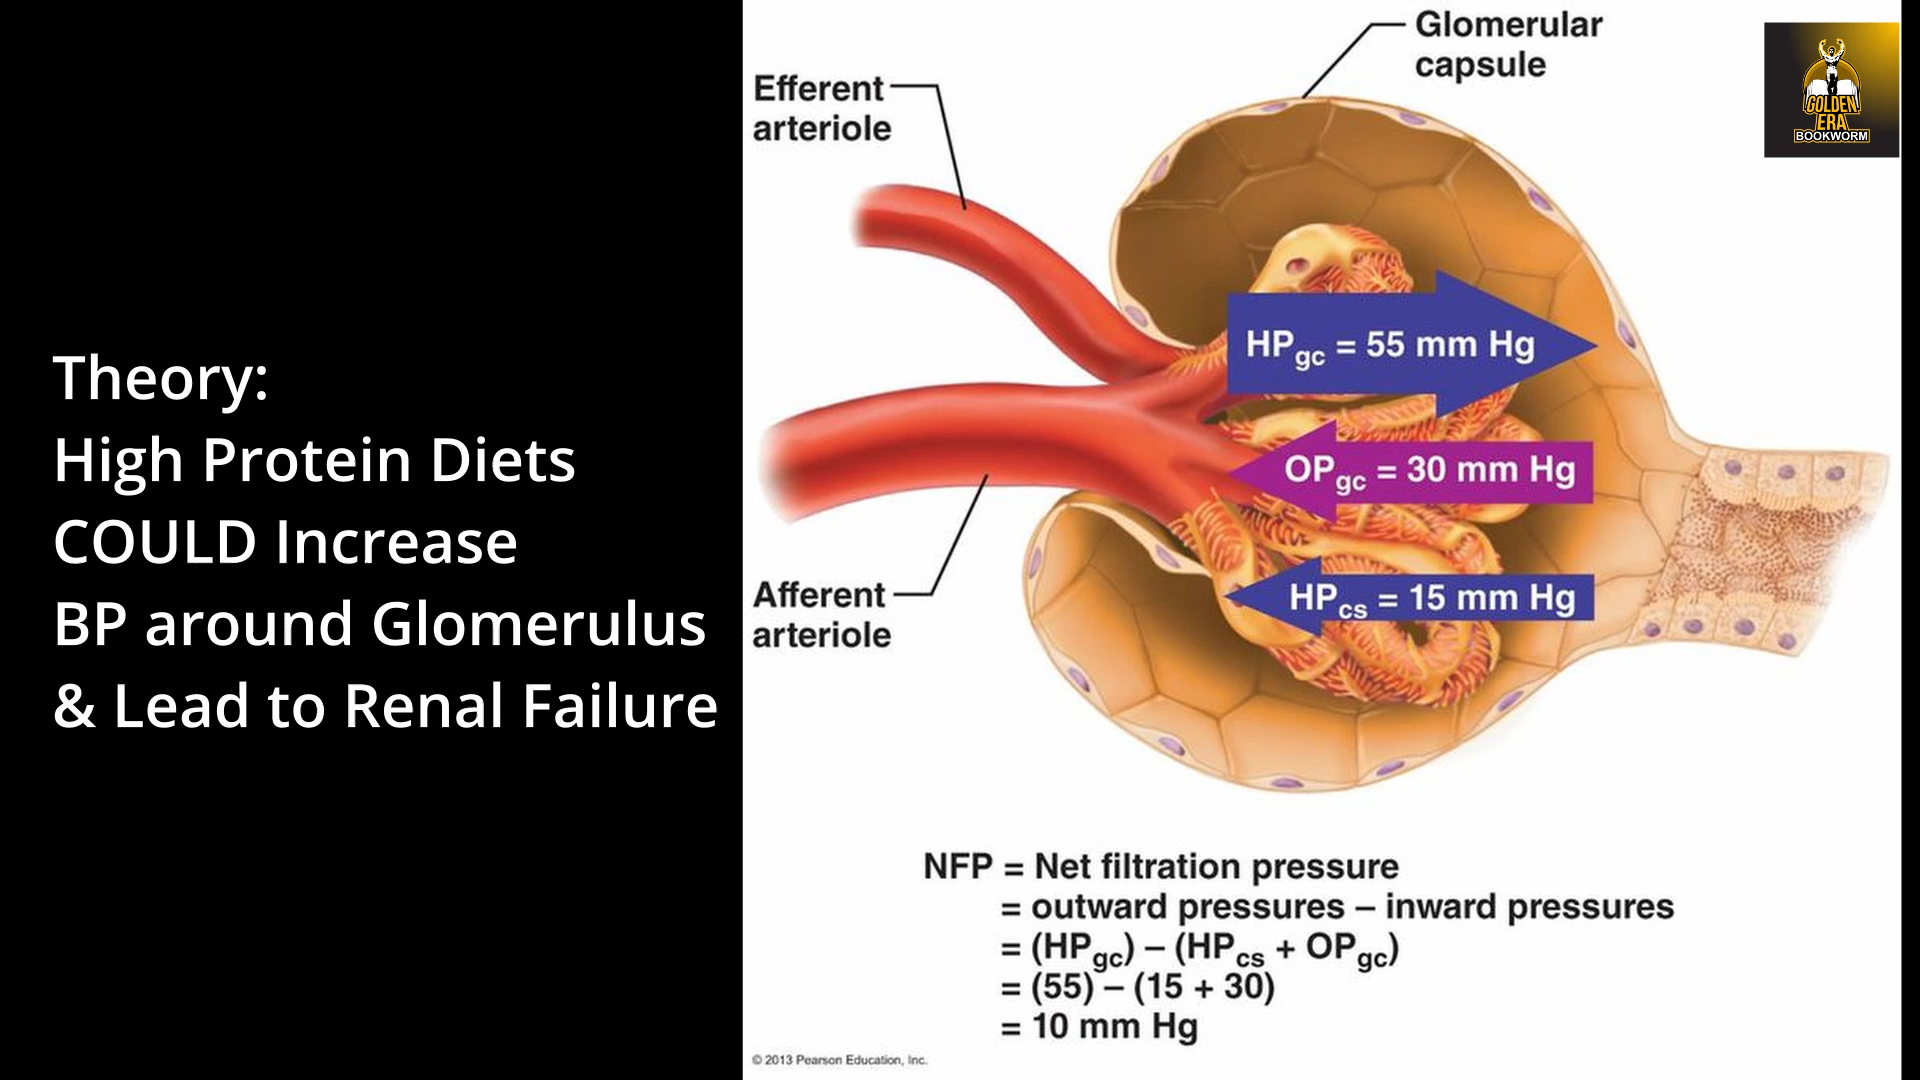 Theory:
High Protein Diets
COULD Increase
BP around Glomerulus
& Lead to Renal Failure
Glomerular
capsule
Efferent
arteriole
HPgc = 55 mm Hg
OPgc = 30 mm Hg
HPcs = 15 mm Hg
Afferent
arteriole
NFP = Net filtration pressure
= outward pressures – inward pressures
= (HPgc) – (HPcs + OPgc)
= (55) – (15 + 30)
= 10 mm Hg
© 2013 Pearson Education, Inc.
GOLDEN
ERA
BOOKWORM